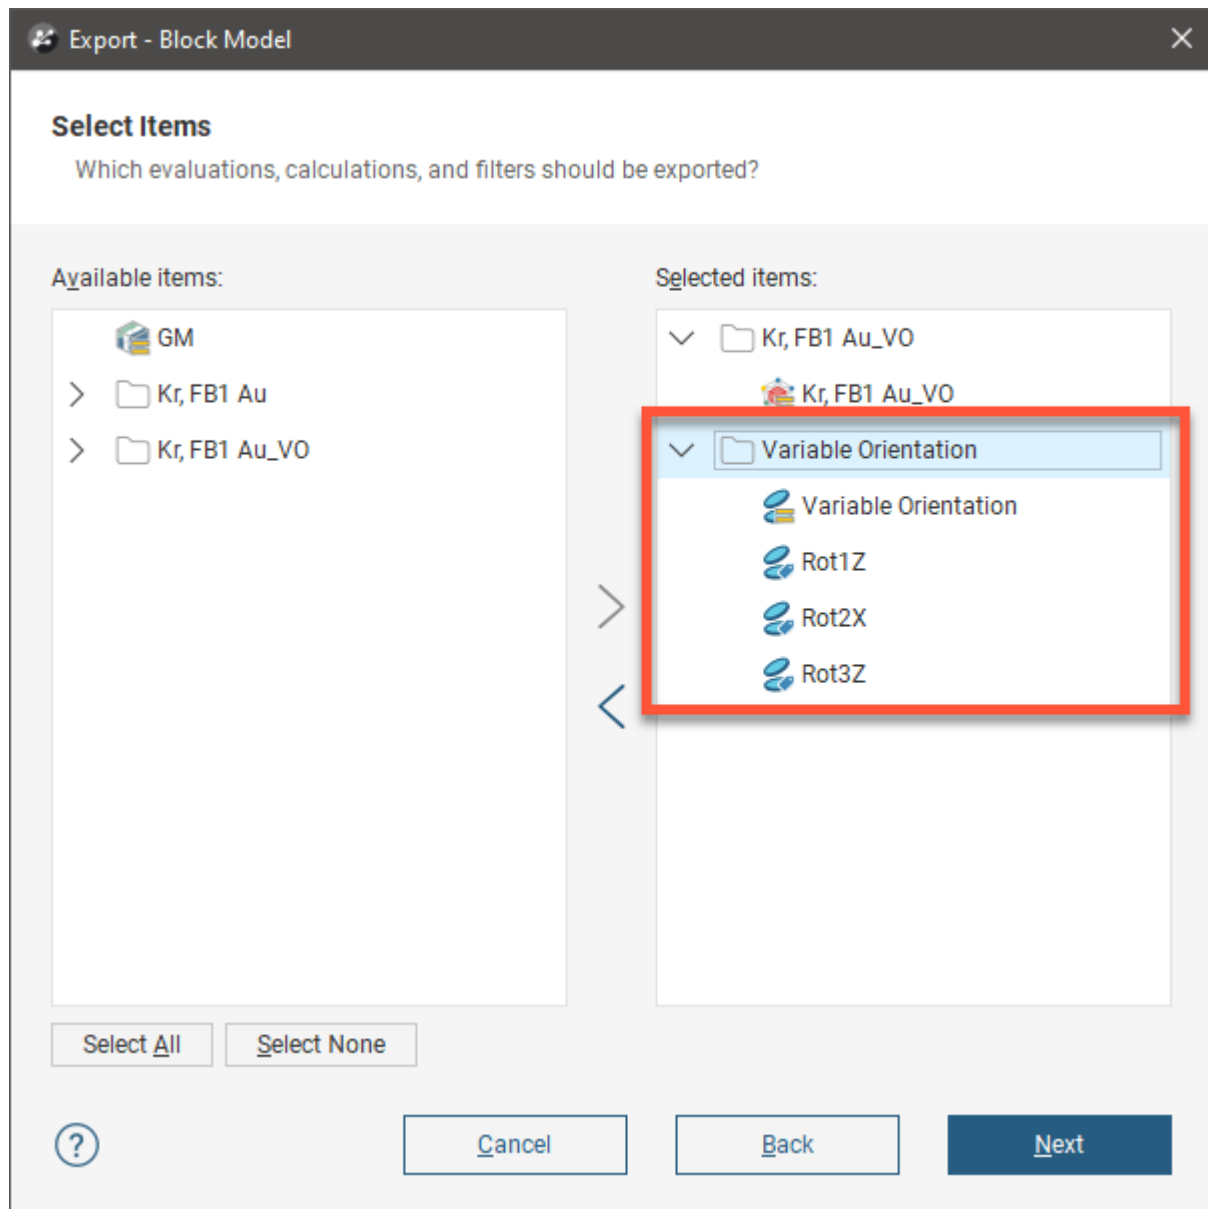 Export - Block Model
Select Items
Which evaluations, calculations, and filters should be exported?
Available items:
GM
Kr, FB1 Au
Kr, FB1 Au_VO
Selected items:
Kr, FB1 Au_VO
Kr, FB1 Au_VO
Variable Orientation
Variable Orientation
Rot1Z
Rot2X
Rot3Z
Select All
Select None
?
Cancel
Back
Next